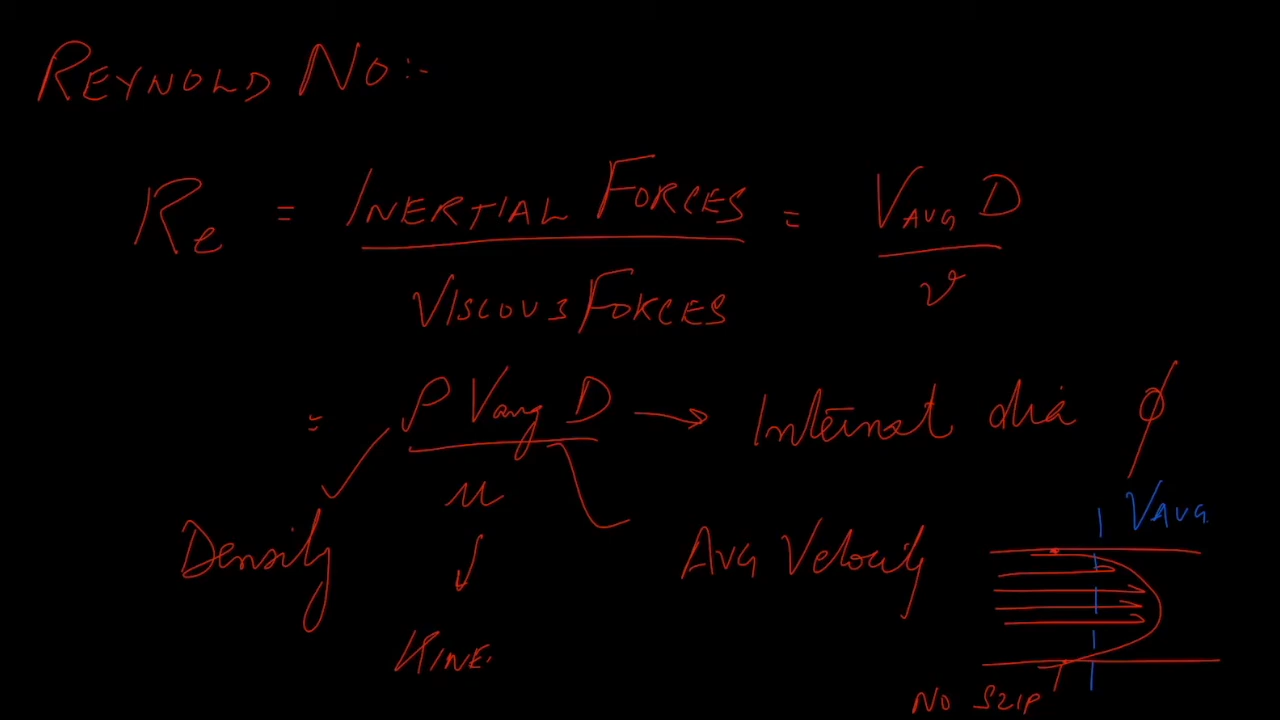 REYNOLD NO:-
Re = INERTIAL FORCES / VISCOUS FORCES = VAVG D / ν
= ρ Vavg D / μ → Internal dia ϕ
VAVG.
Density
Avg Velocity
KINE.
NO SLIP